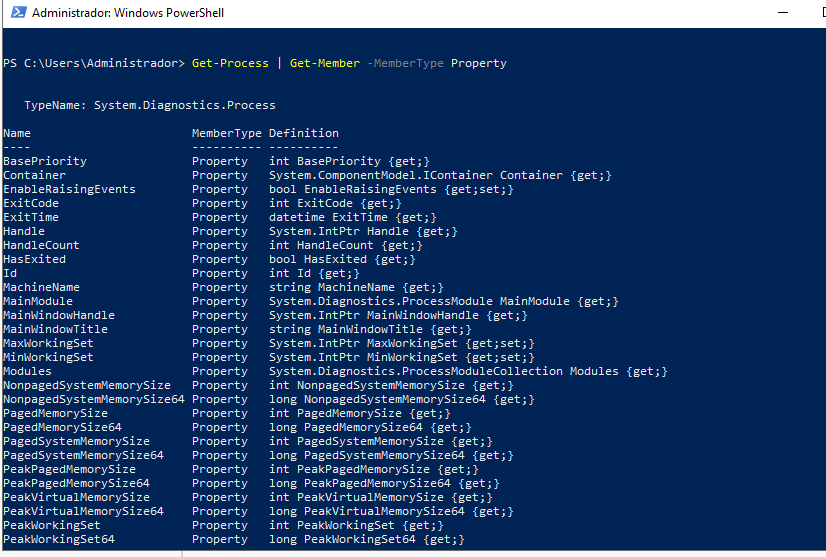 Administrador: Windows PowerShell
PS C:\Users\Administrador> Get-Process | Get-Member -MemberType Property
TypeName: System.Diagnostics.Process
Name MemberType Definition
---- ---------- ----------
BasePriority Property int BasePriority {get;}
Container Property System.ComponentModel.IContainer Container {get;}
EnableRaisingEvents Property bool EnableRaisingEvents {get;set;}
ExitCode Property int ExitCode {get;}
ExitTime Property datetime ExitTime {get;}
Handle Property System.IntPtr Handle {get;}
HandleCount Property int HandleCount {get;}
HasExited Property bool HasExited {get;}
Id Property int Id {get;}
MachineName Property string MachineName {get;}
MainModule Property System.Diagnostics.ProcessModule MainModule {get;}
MainWindowHandle Property System.IntPtr MainWindowHandle {get;}
MainWindowTitle Property string MainWindowTitle {get;}
MaxWorkingSet Property System.IntPtr MaxWorkingSet {get;set;}
MinWorkingSet Property System.IntPtr MinWorkingSet {get;set;}
Modules Property System.Diagnostics.ProcessModuleCollection Modules {get;}
NonpagedSystemMemorySize Property int NonpagedSystemMemorySize {get;}
NonpagedSystemMemorySize64 Property long NonpagedSystemMemorySize64 {get;}
PagedMemorySize Property int PagedMemorySize {get;}
PagedMemorySize64 Property long PagedMemorySize64 {get;}
PagedSystemMemorySize Property int PagedSystemMemorySize {get;}
PagedSystemMemorySize64 Property long PagedSystemMemorySize64 {get;}
PeakPagedMemorySize Property int PeakPagedMemorySize {get;}
PeakPagedMemorySize64 Property long PeakPagedMemorySize64 {get;}
PeakVirtualMemorySize Property int PeakVirtualMemorySize {get;}
PeakVirtualMemorySize64 Property long PeakVirtualMemorySize64 {get;}
PeakWorkingSet Property int PeakWorkingSet {get;}
PeakWorkingSet64 Property long PeakWorkingSet64 {get;}